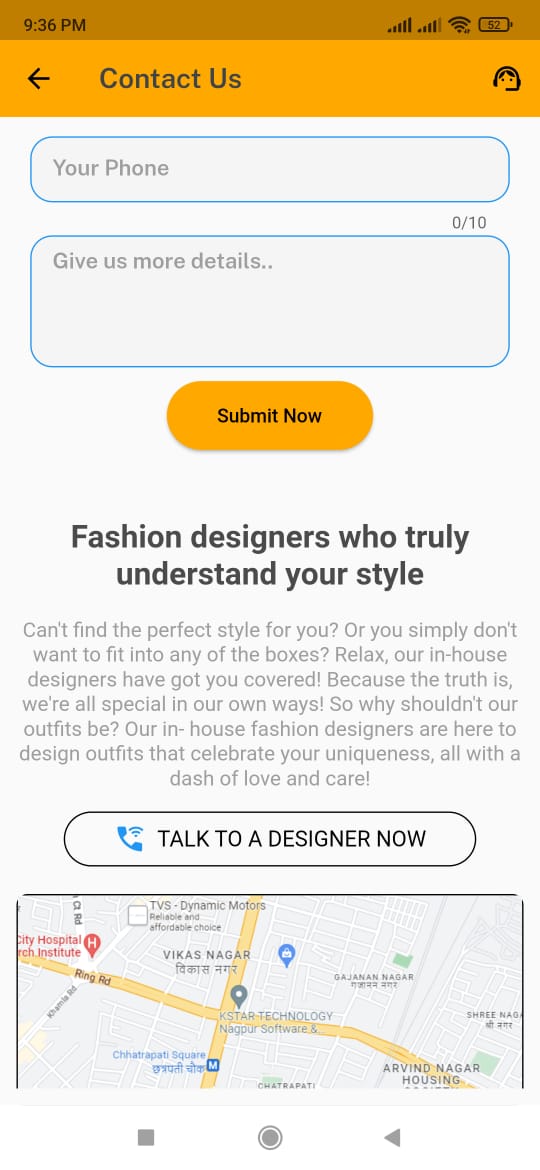 9:36 PM
52
Contact Us
Your Phone
0/10
Give us more details..
Submit Now
Fashion designers who truly
understand your style
Can't find the perfect style for you? Or you simply don't
want to fit into any of the boxes? Relax, our in-house
designers have got you covered! Because the truth is,
we're all special in our own ways! So why shouldn't our
outfits be? Our in- house fashion designers are here to
design outfits that celebrate your uniqueness, all with a
dash of love and care!
TALK TO A DESIGNER NOW
Ct Rd
TVS - Dynamic Motors
Reliable and
affordable choice
City Hospital
rch Institute
H
VIKAS NAGAR
विकास नगर
Ring Rd
Khamla Rd
GAJANAN NAGAR
गजानन नगर
KSTAR TECHNOLOGY
Nagpur Software &...
SHREE NAGA
श्री नगर
Chhatrapati Square
छत्रपती चौक
M
ARVIND NAGAR
HOUSING
CHATRAPATI